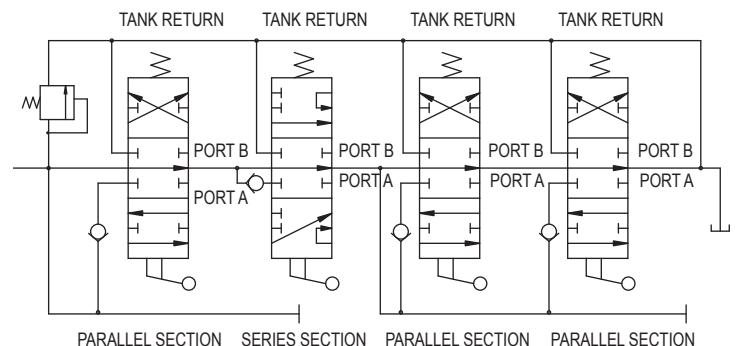 TANK RETURN TANK RETURN TANK RETURN TANK RETURN
PORT B PORT B PORT B PORT B
PORT A PORT A PORT A PORT A
PARALLEL SECTION SERIES SECTION PARALLEL SECTION PARALLEL SECTION